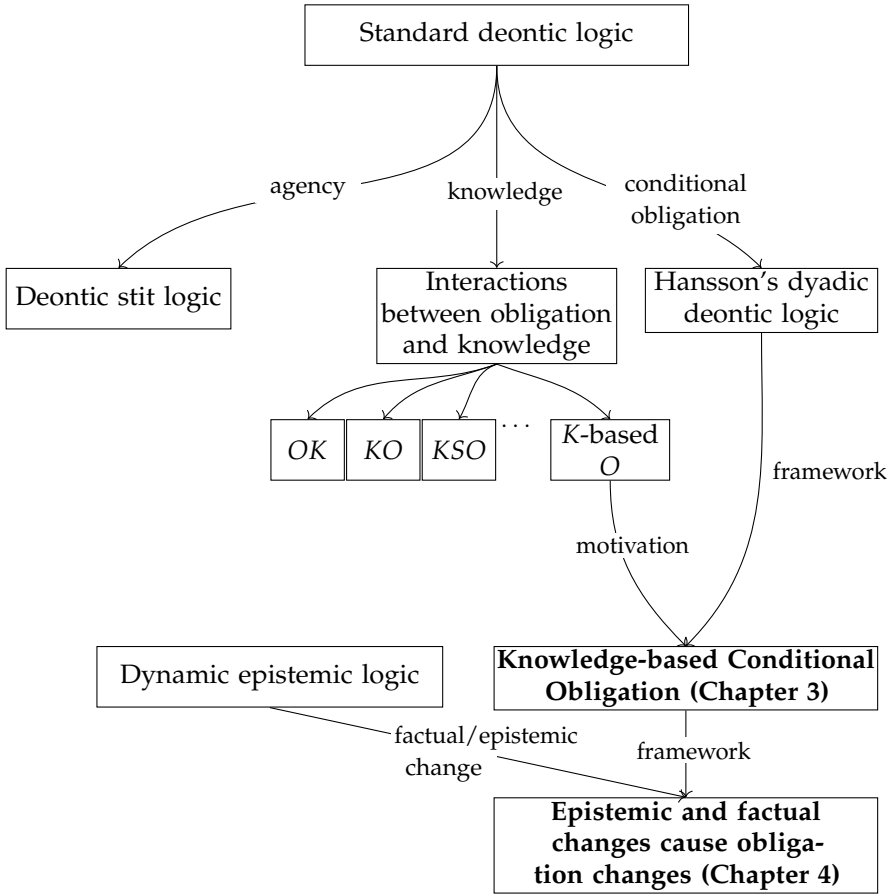 Standard deontic logic
agency
knowledge
conditional
obligation
Deontic stit logic
Interactions
between obligation
and knowledge
Hansson's dyadic
deontic logic
OK
KO
KSO
...
K-based
O
framework
motivation
Dynamic epistemic logic
Knowledge-based Conditional
Obligation (Chapter 3)
factual/epistemic
change
framework
Epistemic and factual
changes cause obliga-
tion changes (Chapter 4)